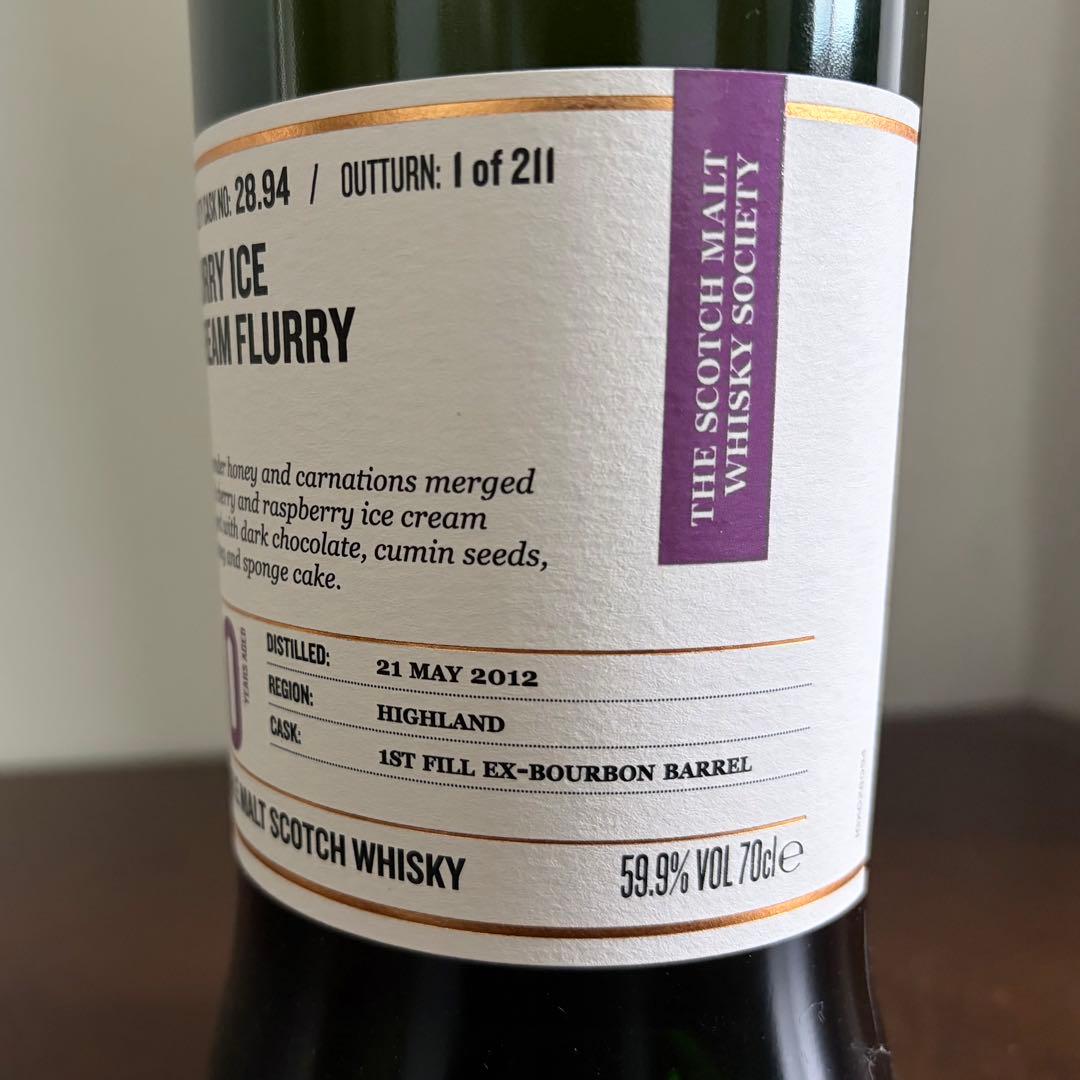 CASK NO: 28.94 / OUTTURN: 1 of 211
ICE
FLURRY
honey and carnations merged
and raspberry ice cream
with dark chocolate, cumin seeds,
and sponge cake.
YEARS AGED
DISTILLED: 21 MAY 2012
REGION: HIGHLAND
CASK: 1ST FILL EX-BOURBON BARREL
MALT SCOTCH WHISKY
59.9% VOL 70cl e
THE SCOTCH MALT
WHISKY SOCIETY